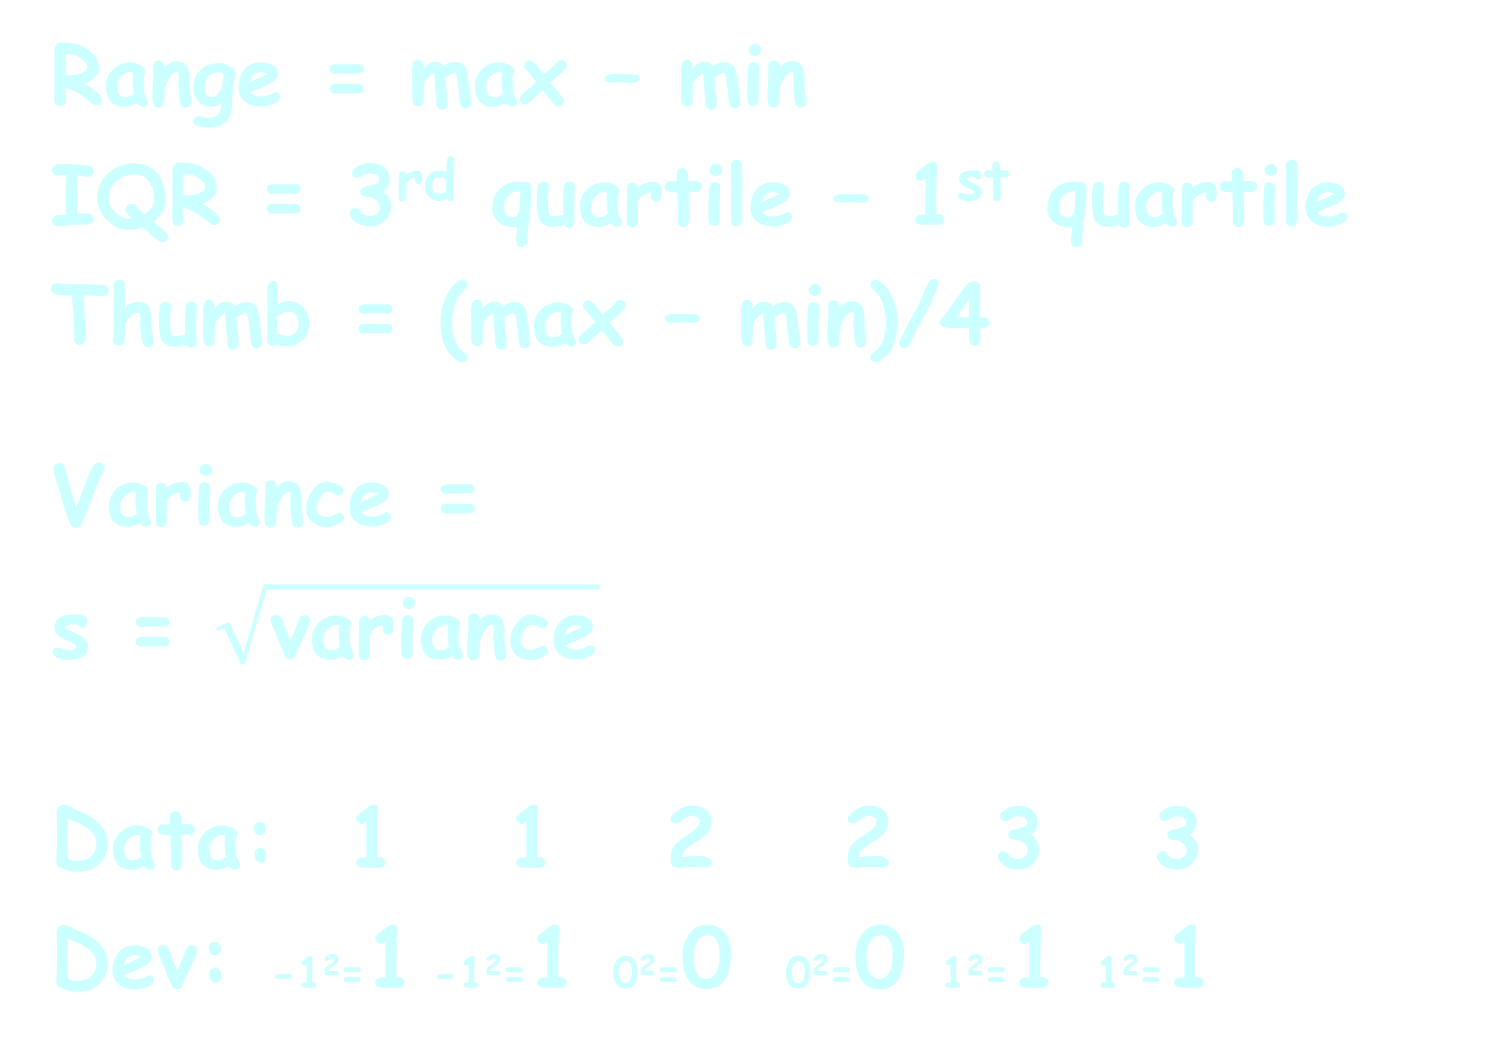 Range = max – min
IQR = 3rd quartile – 1st quartile
Thumb = (max – min)/4
Variance =
s = √variance
Data: 1 1 2 2 3 3
Dev: -1²=1 -1²=1 0²=0 0²=0 1²=1 1²=1